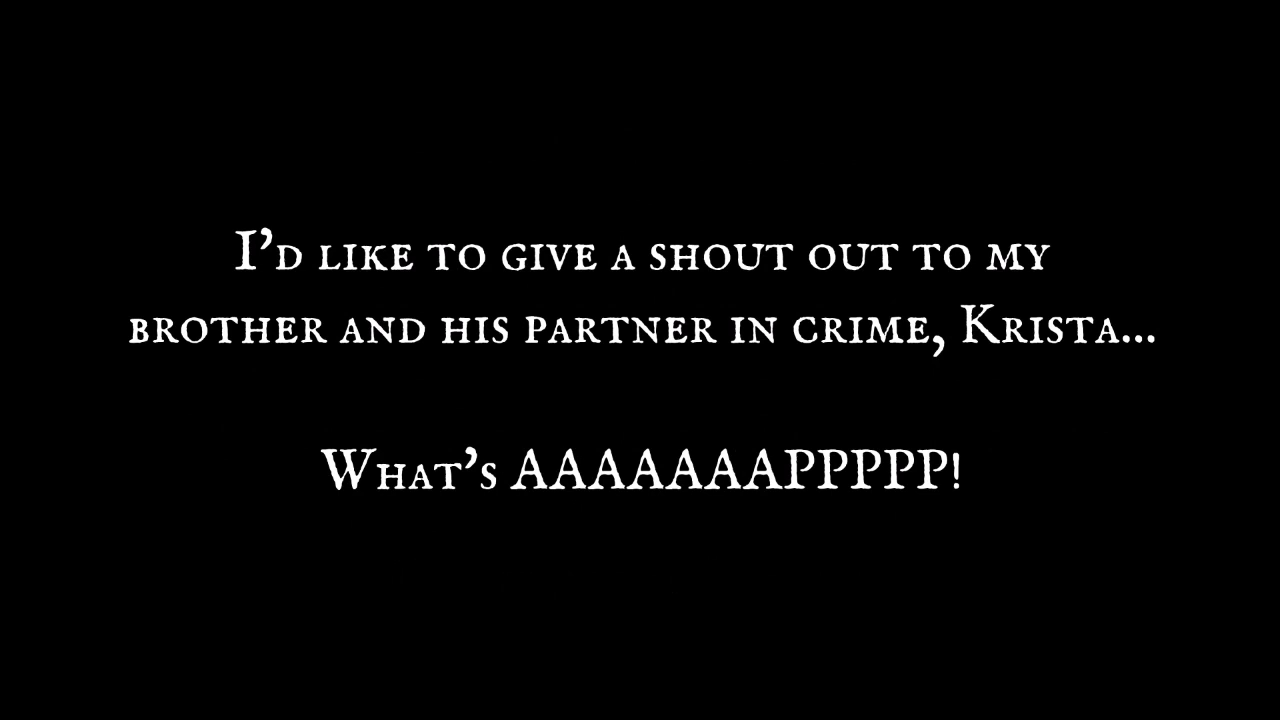 I'd like to give a shout out to my
brother and his partner in crime, Krista...
What's AAAAAAAPPPPP!